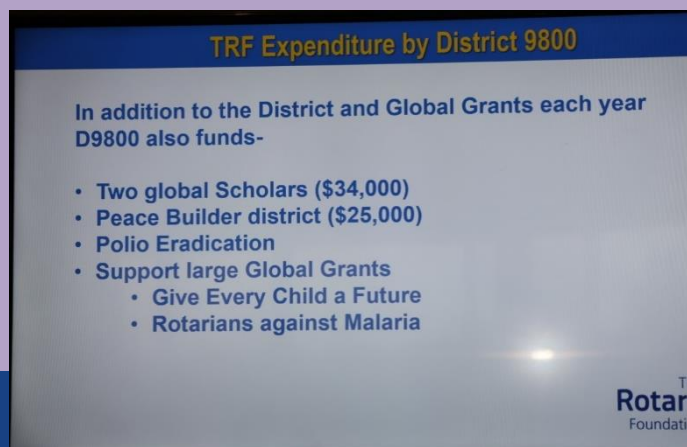 TRF Expenditure by District 9800
In addition to the District and Global Grants each year
D9800 also funds-
• Two global Scholars ($34,000)
• Peace Builder district ($25,000)
• Polio Eradication
• Support large Global Grants
• Give Every Child a Future
• Rotarians against Malaria